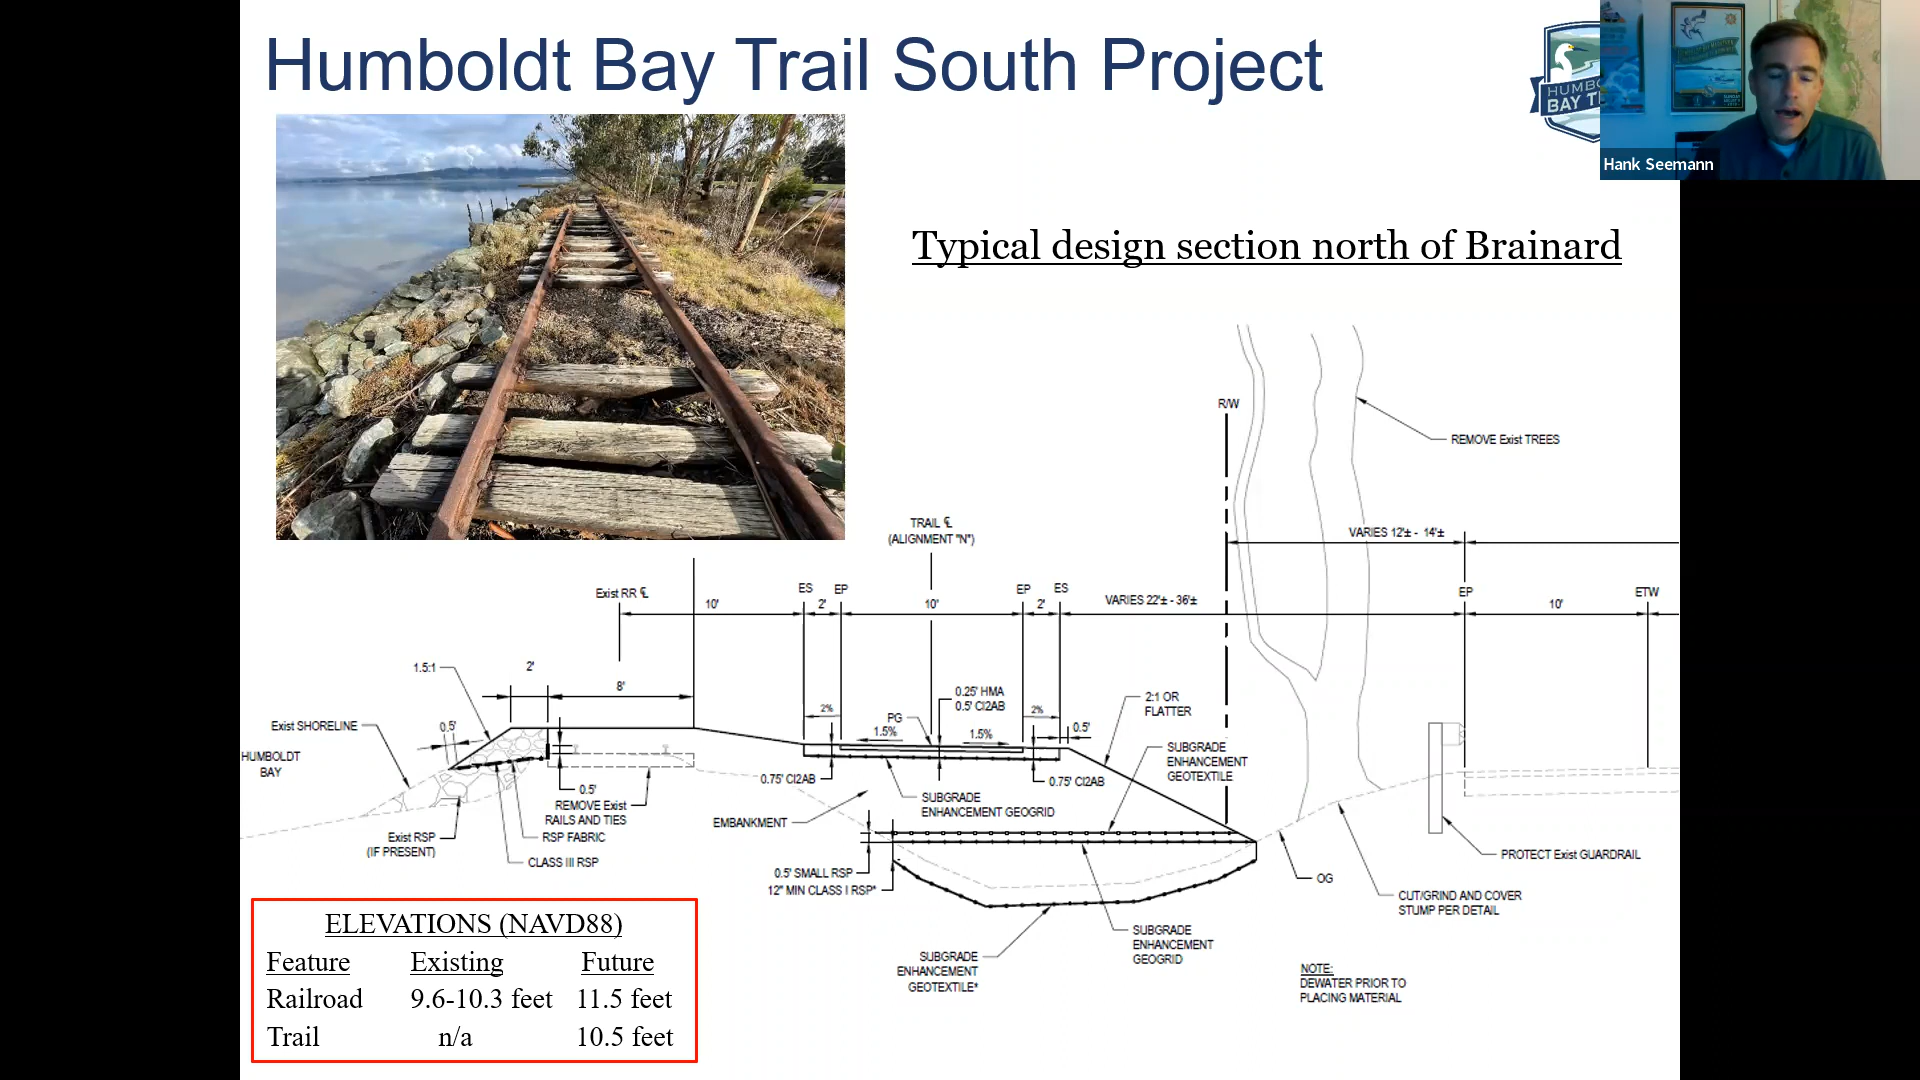 Humboldt Bay Trail South Project
HUMB
BAY T
Hank Seemann
Typical design section north of Brainard
R/W
REMOVE Exist TREES
TRAIL ℄
(ALIGNMENT "N")
VARIES 12'± - 14'±
Exist RR ℄
10'
ES
2'
EP
10'
EP
2'
ES
VARIES 22'± - 36'±
EP
10'
ETW
1.5:1
2'
8'
Exist SHORELINE
0.5'
HUMBOLDT
BAY
2%
PG
1.5%
0.25' HMA
0.5' Cl2AB
1.5%
2%
0.5'
2:1 OR
FLATTER
SUBGRADE
ENHANCEMENT
GEOTEXTILE
0.5'
REMOVE Exist
RAILS AND TIES
0.75' Cl2AB
0.75' Cl2AB
SUBGRADE
ENHANCEMENT GEOGRID
EMBANKMENT
Exist RSP
(IF PRESENT)
RSP FABRIC
CLASS III RSP
0.5' SMALL RSP
12" MIN CLASS I RSP*
OG
PROTECT Exist GUARDRAIL
CUT/GRIND AND COVER
STUMP PER DETAIL
SUBGRADE
ENHANCEMENT
GEOGRID
SUBGRADE
ENHANCEMENT
GEOTEXTILE*
NOTE:
DEWATER PRIOR TO
PLACING MATERIAL
ELEVATIONS (NAVD88)
Feature Existing Future
Railroad 9.6-10.3 feet 11.5 feet
Trail n/a 10.5 feet